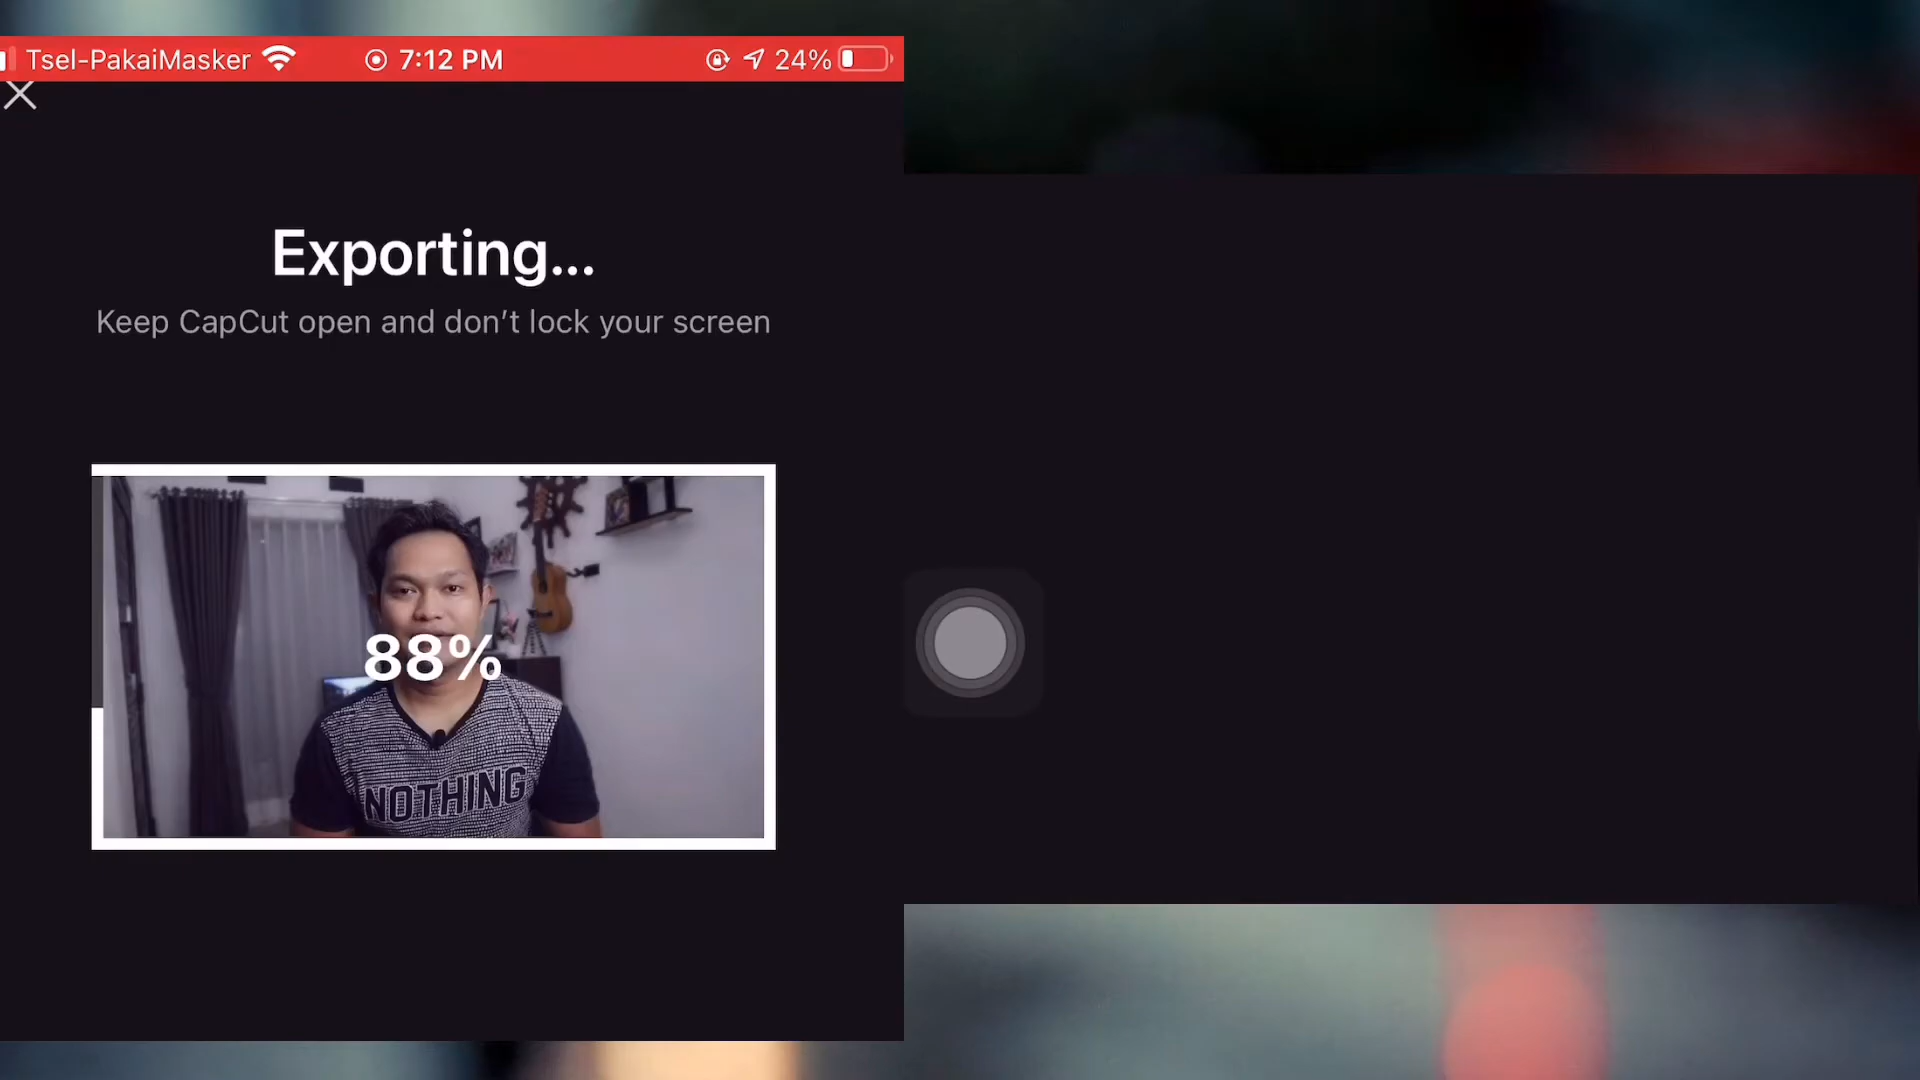 Tsel-PakaiMasker 7:12 PM 24%
Exporting...
Keep CapCut open and don’t lock your screen
88%
NOTHING